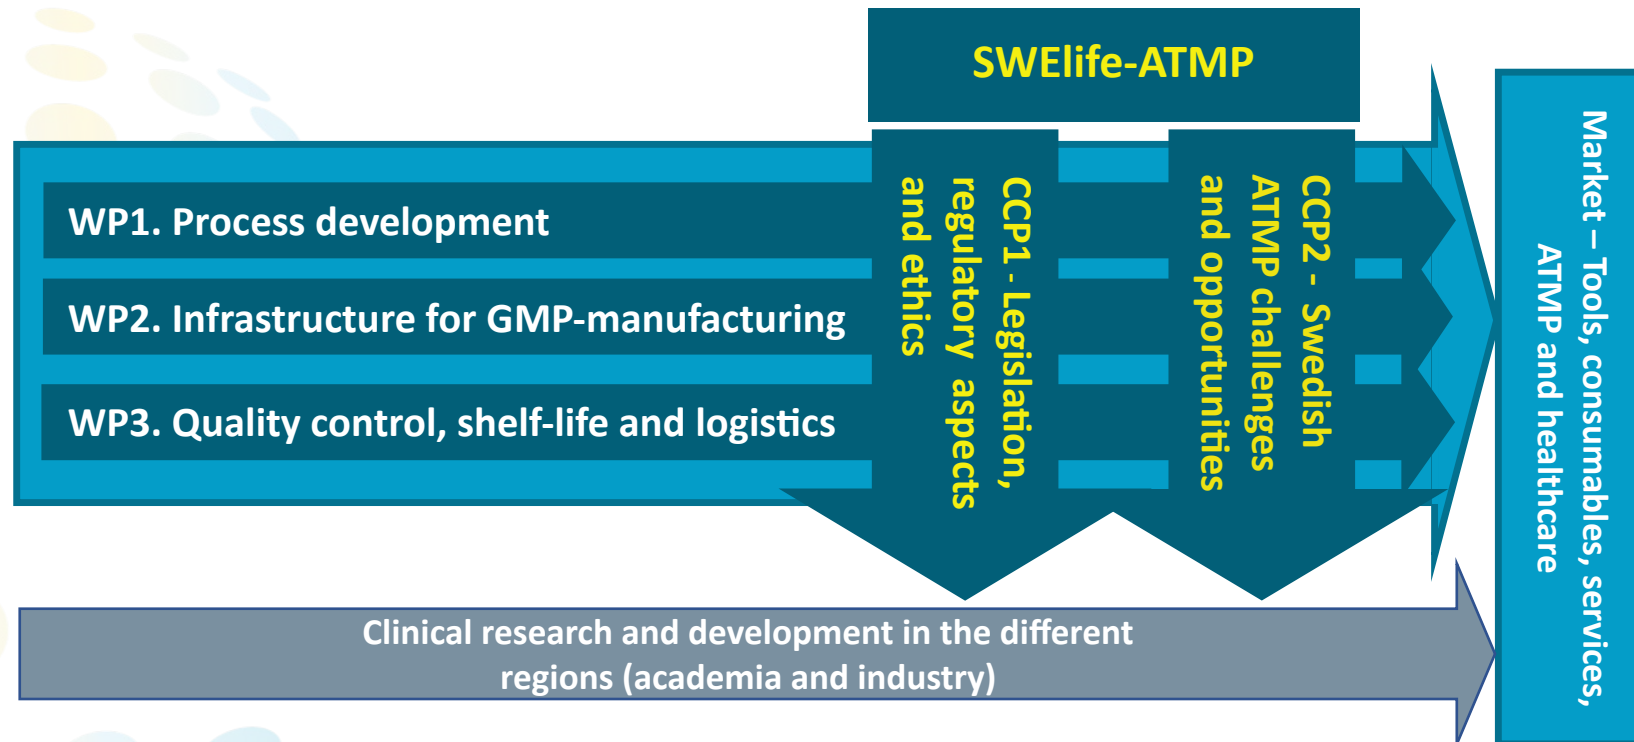 SWElife-ATMP
WP1. Process development
WP2. Infrastructure for GMP-manufacturing
WP3. Quality control, shelf-life and logistics
CCP1 - Legislation,
regulatory aspects
and ethics
CCP2 - Swedish
ATMP challenges
and opportunities
Clinical research and development in the different
regions (academia and industry)
Market – Tools, consumables, services,
ATMP and healthcare